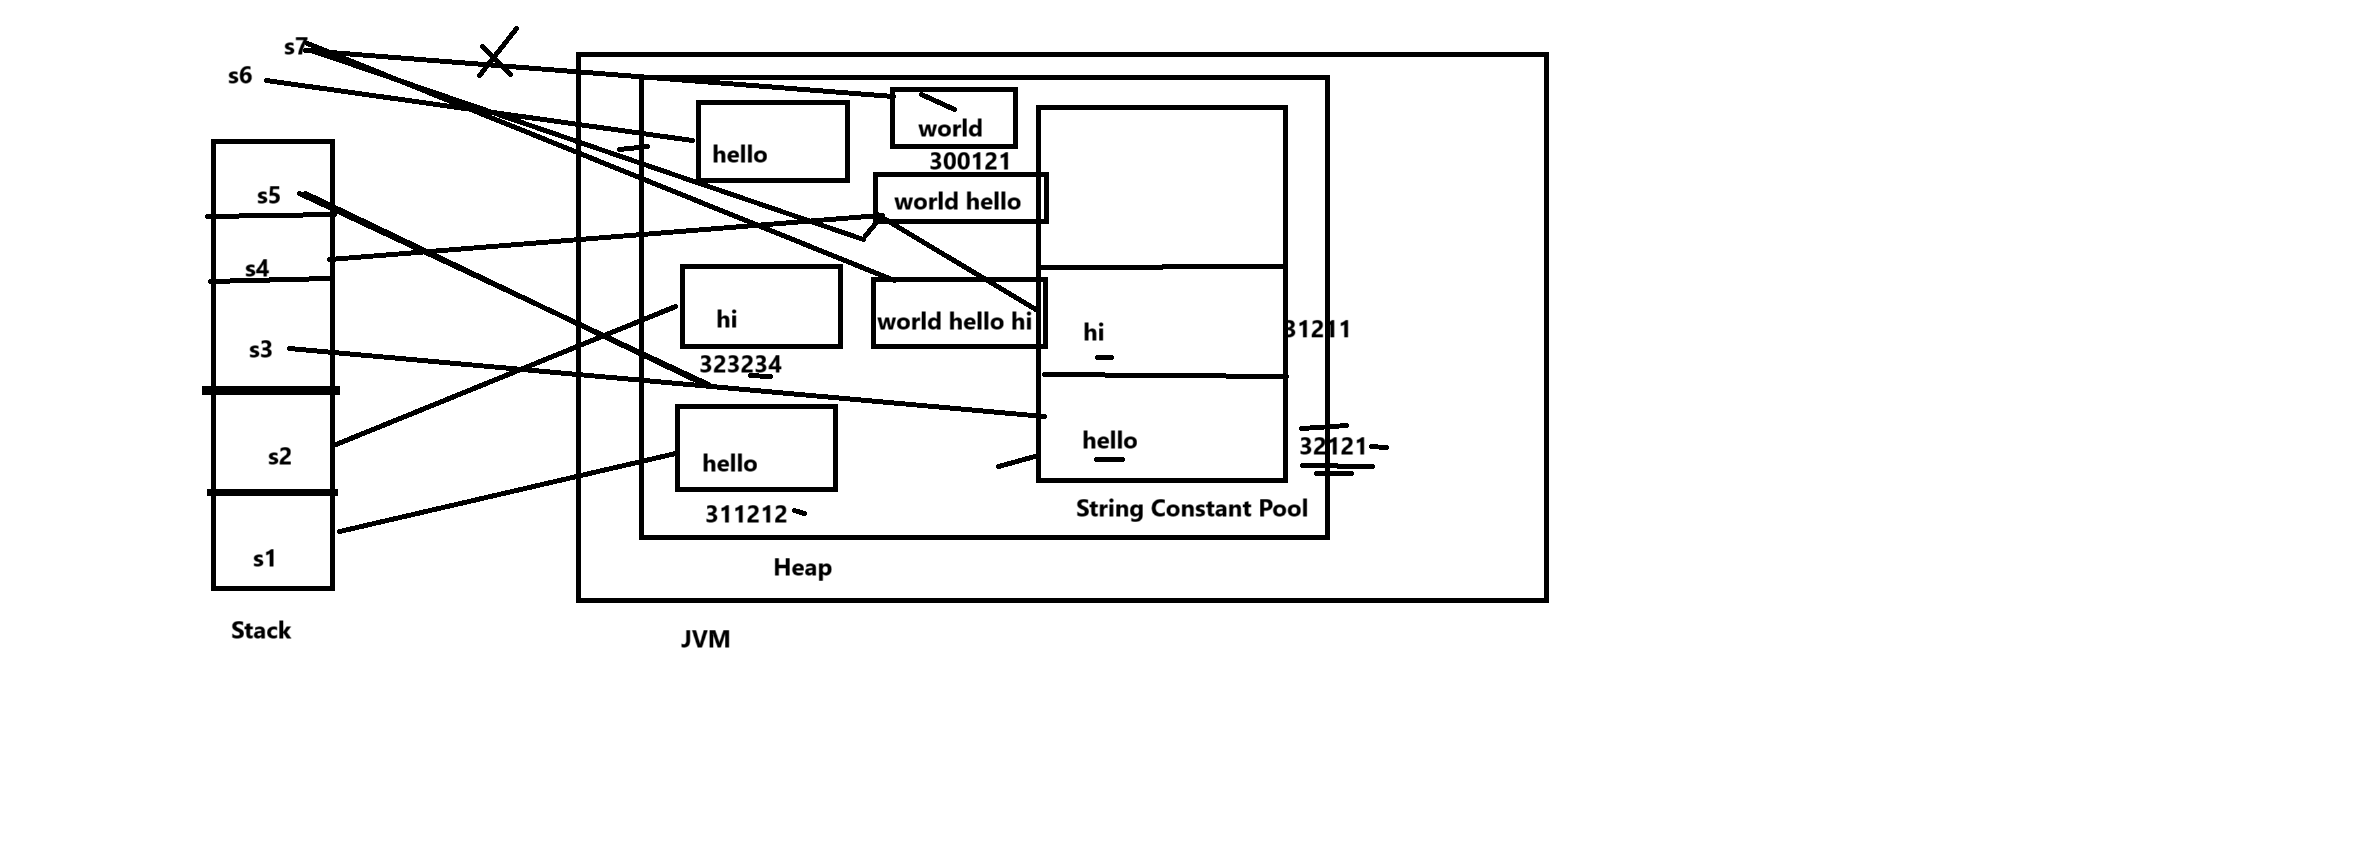 s7
s6
s5
s4
s3
s2
s1
Stack
hello
world
300121
world hello
hi
323234
world hello hi
hello
311212
hi
31211
hello
32121
String Constant Pool
Heap
JVM